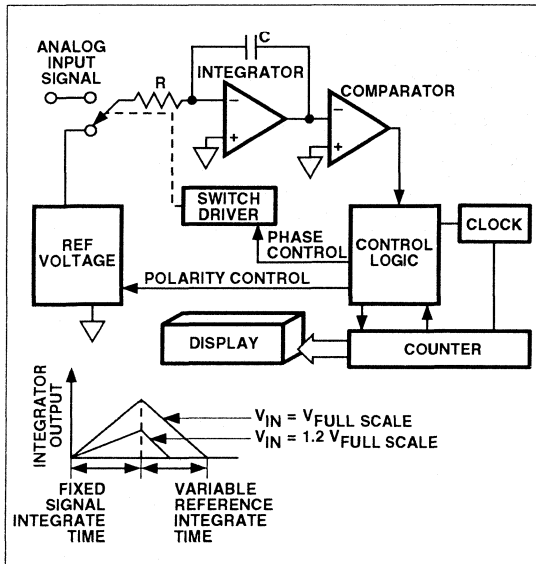 ANALOG
INPUT
SIGNAL
R
C
INTEGRATOR
–
+
COMPARATOR
–
+
SWITCH
DRIVER
REF
VOLTAGE
PHASE
CONTROL
POLARITY CONTROL
CONTROL
LOGIC
CLOCK
DISPLAY
COUNTER
INTEGRATOR
OUTPUT
VIN = VFULL SCALE
VIN = 1.2 VFULL SCALE
FIXED
SIGNAL
INTEGRATE
TIME
VARIABLE
REFERENCE
INTEGRATE
TIME